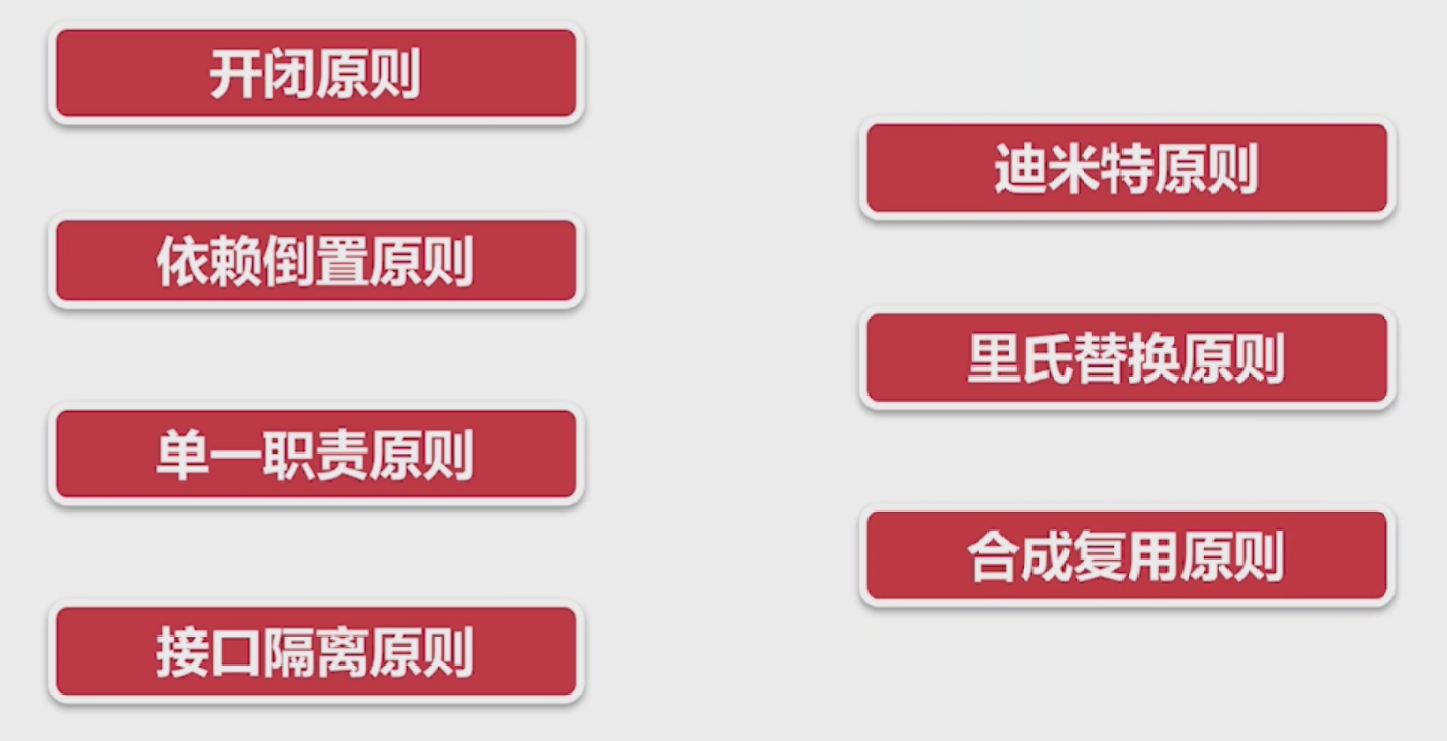 开闭原则
依赖倒置原则
单一职责原则
接口隔离原则
迪米特原则
里氏替换原则
合成复用原则